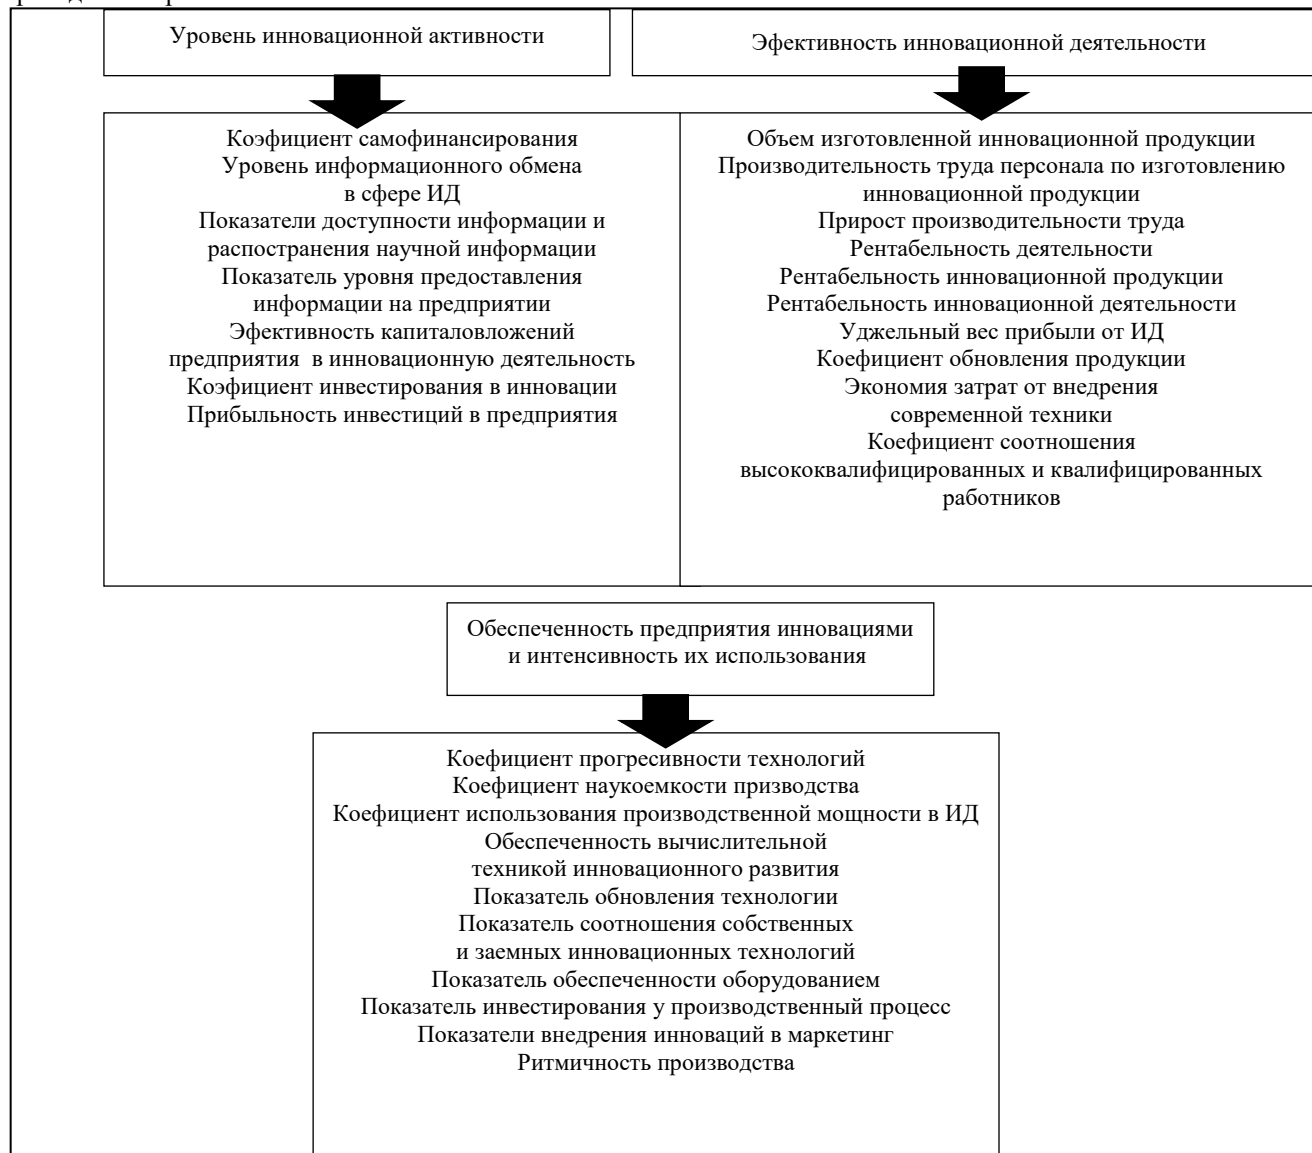 Уровень инновационной активности
Эфективность инновационной деятельности
Коэфициент самофинансирования
Уровень информационного обмена
в сфере ИД
Показатели доступности информации и
распостранения научной информации
Показатель уровня предоставления
информации на предприятии
Эфективность капиталовложений
предприятия в инновационную деятельность
Коэфициент инвестирования в инновации
Прибыльность инвестиций в предприятия
Объем изготовленной инновационной продукции
Производительность труда персонала по изготовлению
инновационной продукции
Прирост производительности труда
Рентабельность деятельности
Рентабельность инновационной продукции
Рентабельность инновационной деятельности
Уджельный вес прибыли от ИД
Коефициент обновления продукции
Экономия затрат от внедрения
современной техники
Коефициент соотношения
высококвалифицированных и квалифицированных
работников
Обеспеченность предприятия инновациями
и интенсивность их использования
Коефициент прогресивности технологий
Коефициент наукоемкости призводства
Коефициент использования производственной мощности в ИД
Обеспеченность вычислительной
техникой инновационного развития
Показатель обновления технологии
Показатель соотношения собственных
и заемных инновационных технологий
Показатель обеспеченности оборудованием
Показатель инвестирования у производственный процесс
Показатели внедрения инноваций в маркетинг
Ритмичность производства